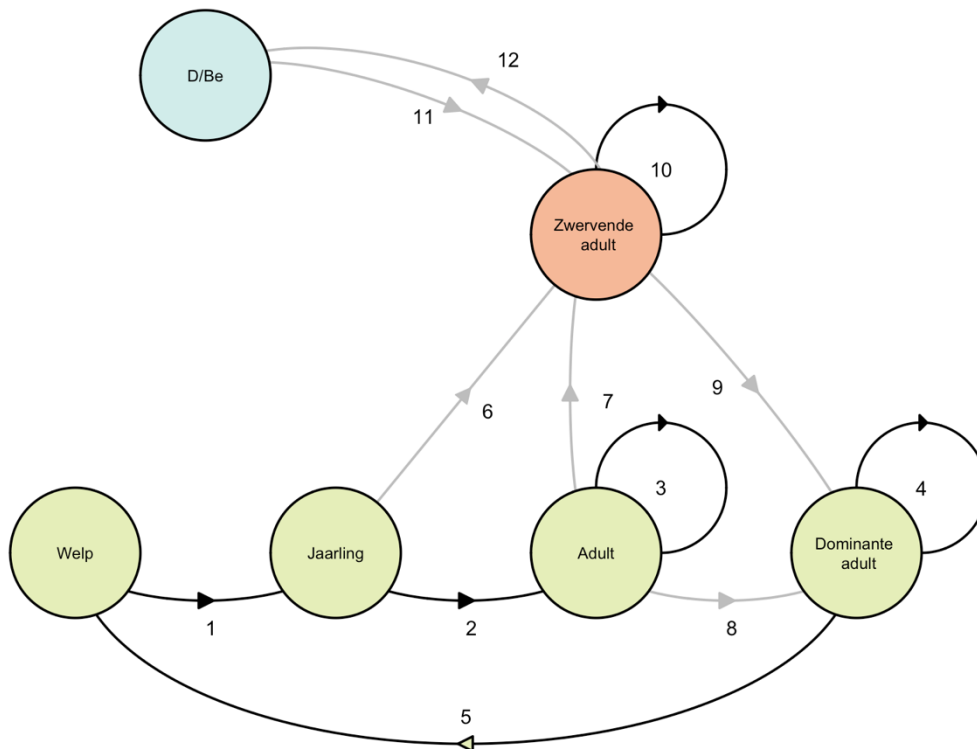 D/Be
12
11
10
Zwervende
adult
9
6
7
3
4
Welp
Jaarling
Adult
Dominante
adult
1
2
8
5